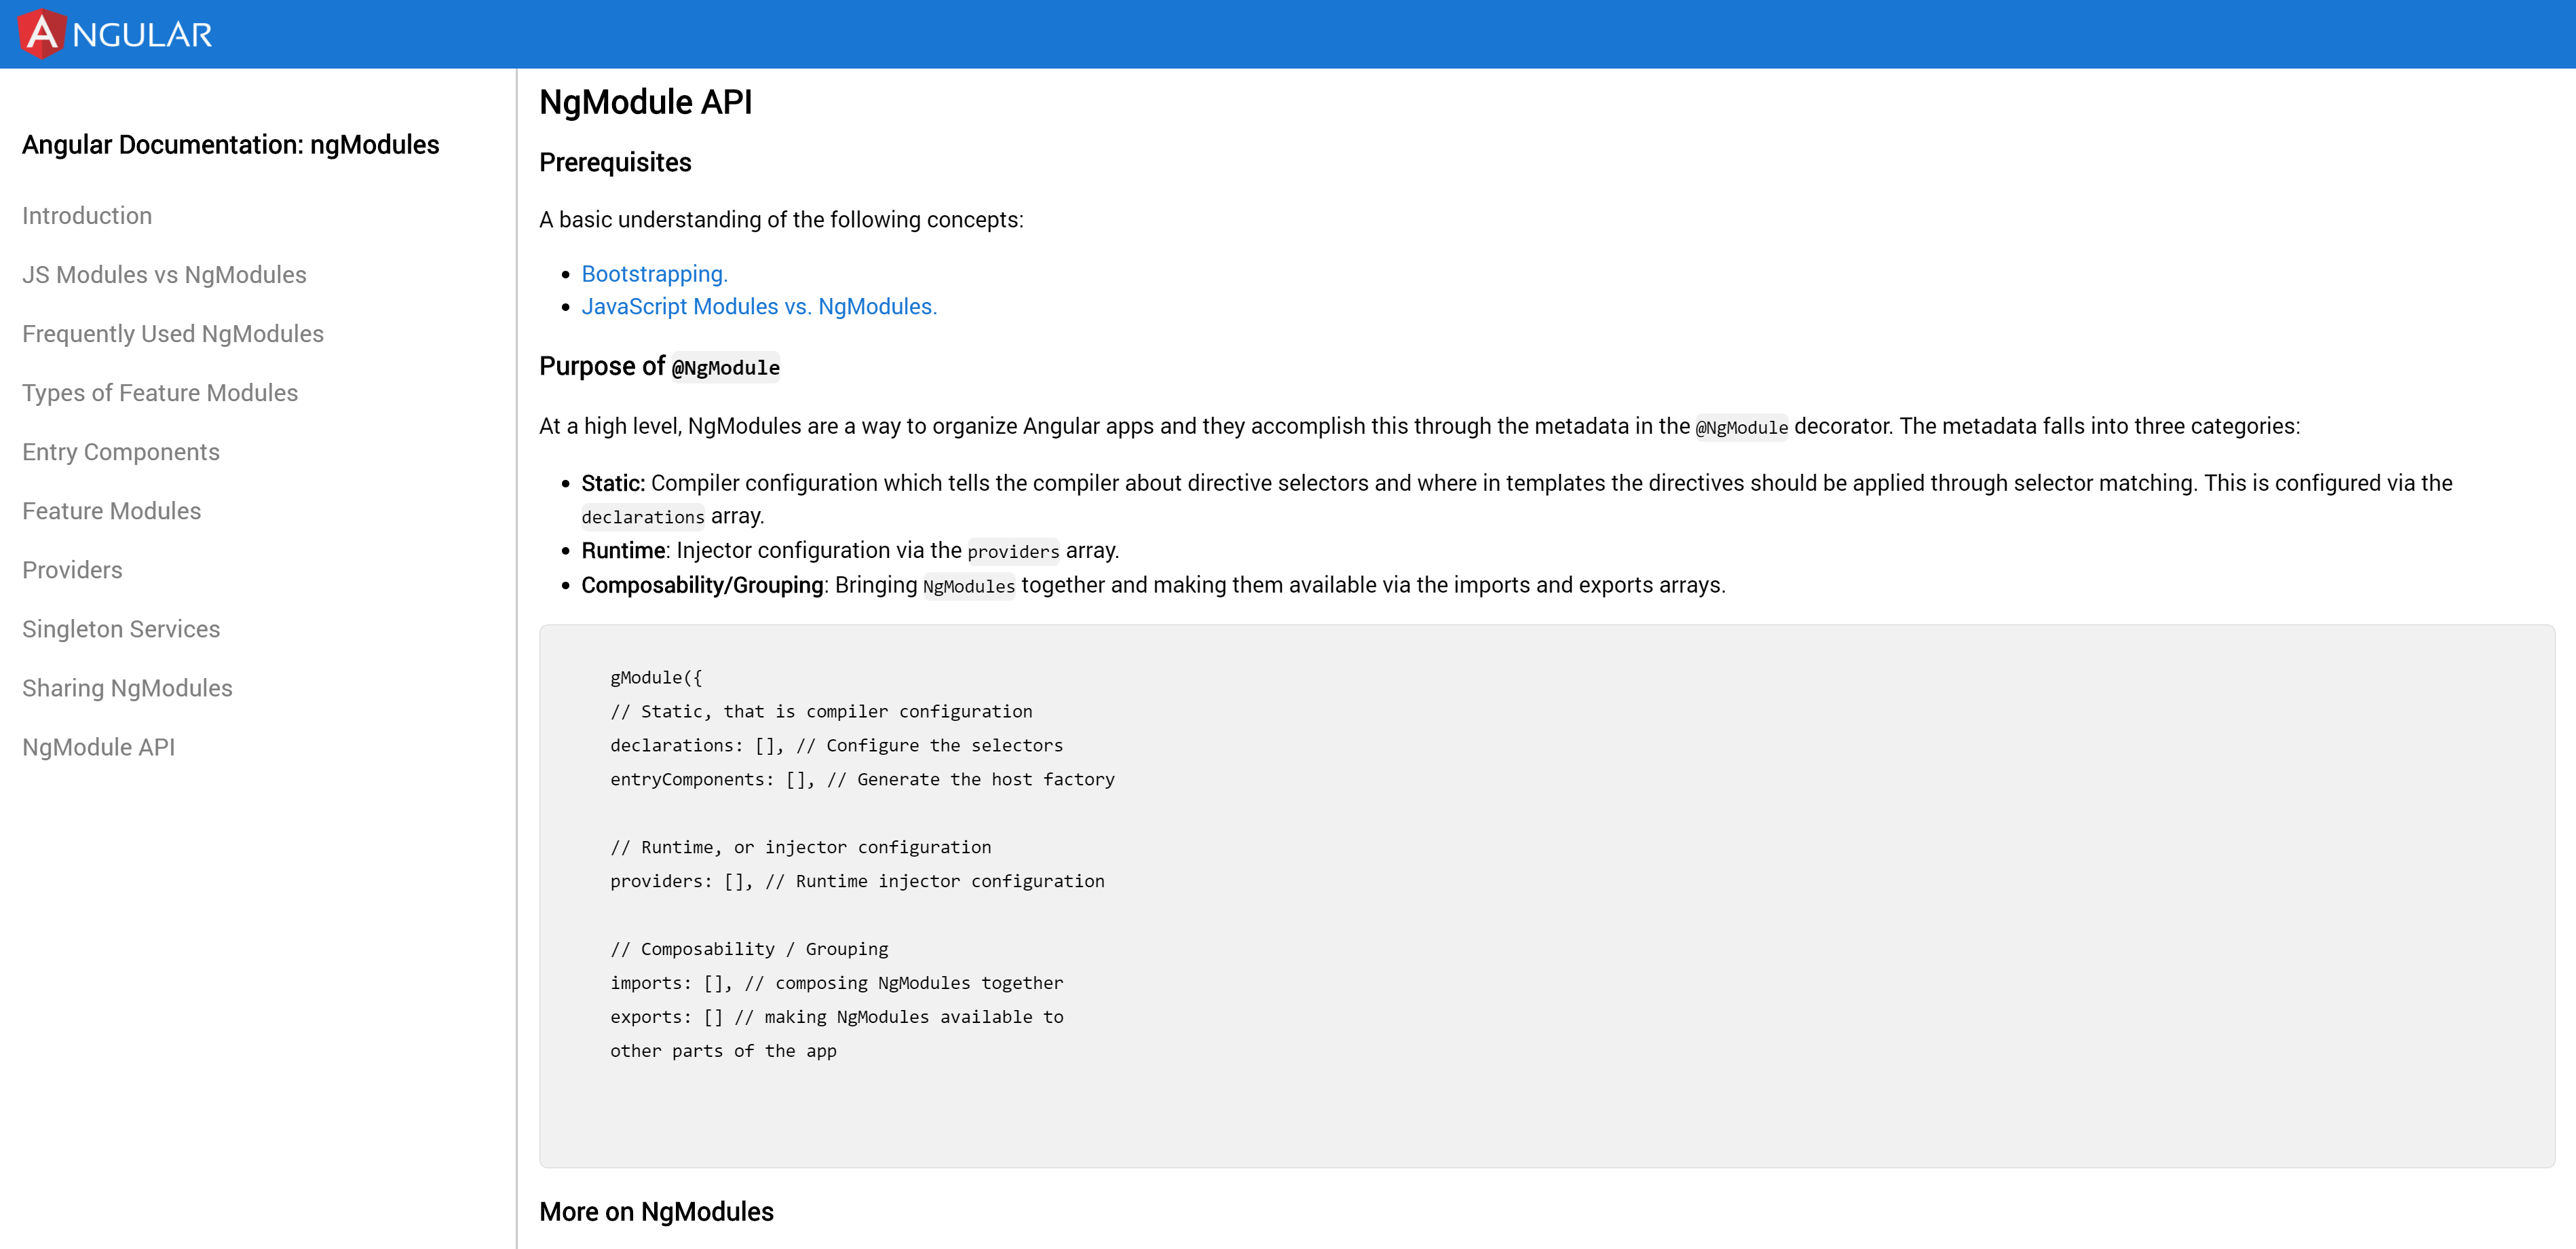 ANGULAR
Angular Documentation: ngModules
Introduction
JS Modules vs NgModules
Frequently Used NgModules
Types of Feature Modules
Entry Components
Feature Modules
Providers
Singleton Services
Sharing NgModules
NgModule API
NgModule API
Prerequisites
A basic understanding of the following concepts:
Bootstrapping.
JavaScript Modules vs. NgModules.
Purpose of @NgModule
At a high level, NgModules are a way to organize Angular apps and they accomplish this through the metadata in the @NgModule decorator. The metadata falls into three categories:
Static: Compiler configuration which tells the compiler about directive selectors and where in templates the directives should be applied through selector matching. This is configured via the
declarations array.
Runtime: Injector configuration via the providers array.
Composability/Grouping: Bringing NgModules together and making them available via the imports and exports arrays.
gModule({
// Static, that is compiler configuration
declarations: [], // Configure the selectors
entryComponents: [], // Generate the host factory
// Runtime, or injector configuration
providers: [], // Runtime injector configuration
// Composability / Grouping
imports: [], // composing NgModules together
exports: [] // making NgModules available to
other parts of the app
More on NgModules